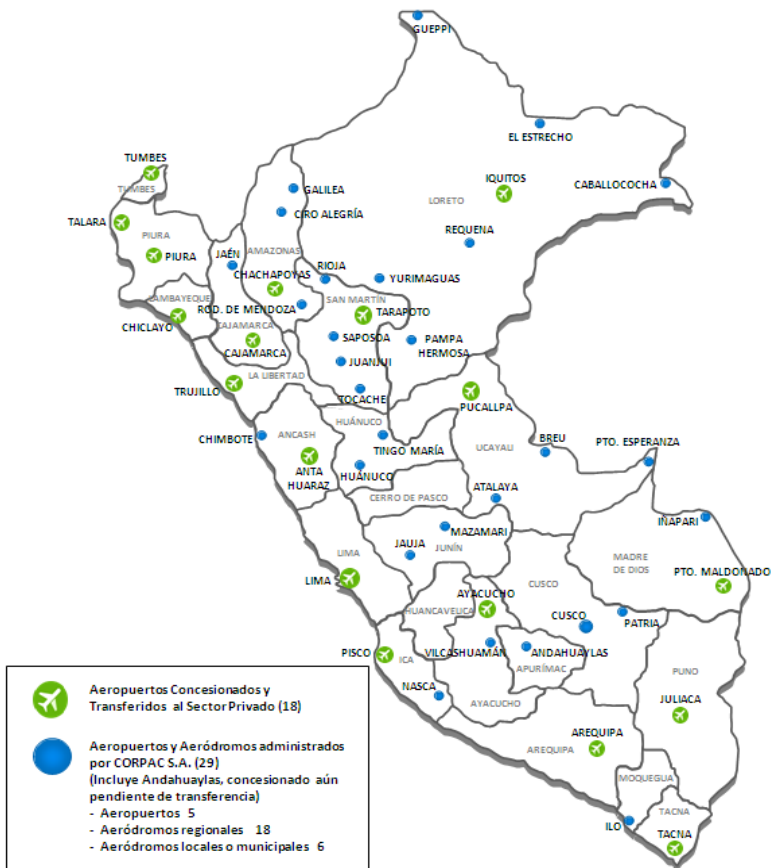 GUEPPI
EL ESTRECHO
TUMBES
TUMBES
GALILEA
IQUITOS
CABALLOCOCHA
LORETO
CIRO ALEGRÍA
TALARA
PIURA
PIURA
JAÉN
AMAZONAS
REQUENA
CHACHAPOYAS
RIOJA
YURIMAGUAS
LAMBAYEQUE
ROD. DE MENDOZA
SAN MARTÍN
TARAPOTO
CHICLAYO
CAJAMARCA
CAJAMARCA
SAPOSOA
PAMPA
HERMOSA
JUANJUI
LA LIBERTAD
TRUJILLO
TOCACHE
PUCALLPA
HUÁNUCO
CHIMBOTE
ANCASH
TINGO MARÍA
UCAYALI
BREU
PTO. ESPERANZA
ANTA
HUARAZ
HUÁNUCO
CERRO DE PASCO
ATALAYA
IÑAPARI
MAZAMARI
JAUJA
JUNÍN
LIMA
MADRE
DE DIOS
PTO. MALDONADO
LIMA
AYACUCHO
CUSCO
HUANCAVELICA
CUSCO
PATRIA
PISCO
ICA
VILCASHUAMÁN
ANDAHUAYLAS
APURÍMAC
PUNO
NASCA
AYACUCHO
JULIACA
AREQUIPA
AREQUIPA
MOQUEGUA
TACNA
ILO
TACNA
Aeropuertos Concesionados y
Transferidos al Sector Privado (18)
Aeropuertos y Aeródromos administrados
por CORPAC S.A. (29)
(Incluye Andahuaylas, concesionado aún
pendiente de transferencia)
- Aeropuertos 5
- Aeródromos regionales 18
- Aeródromos locales o municipales 6